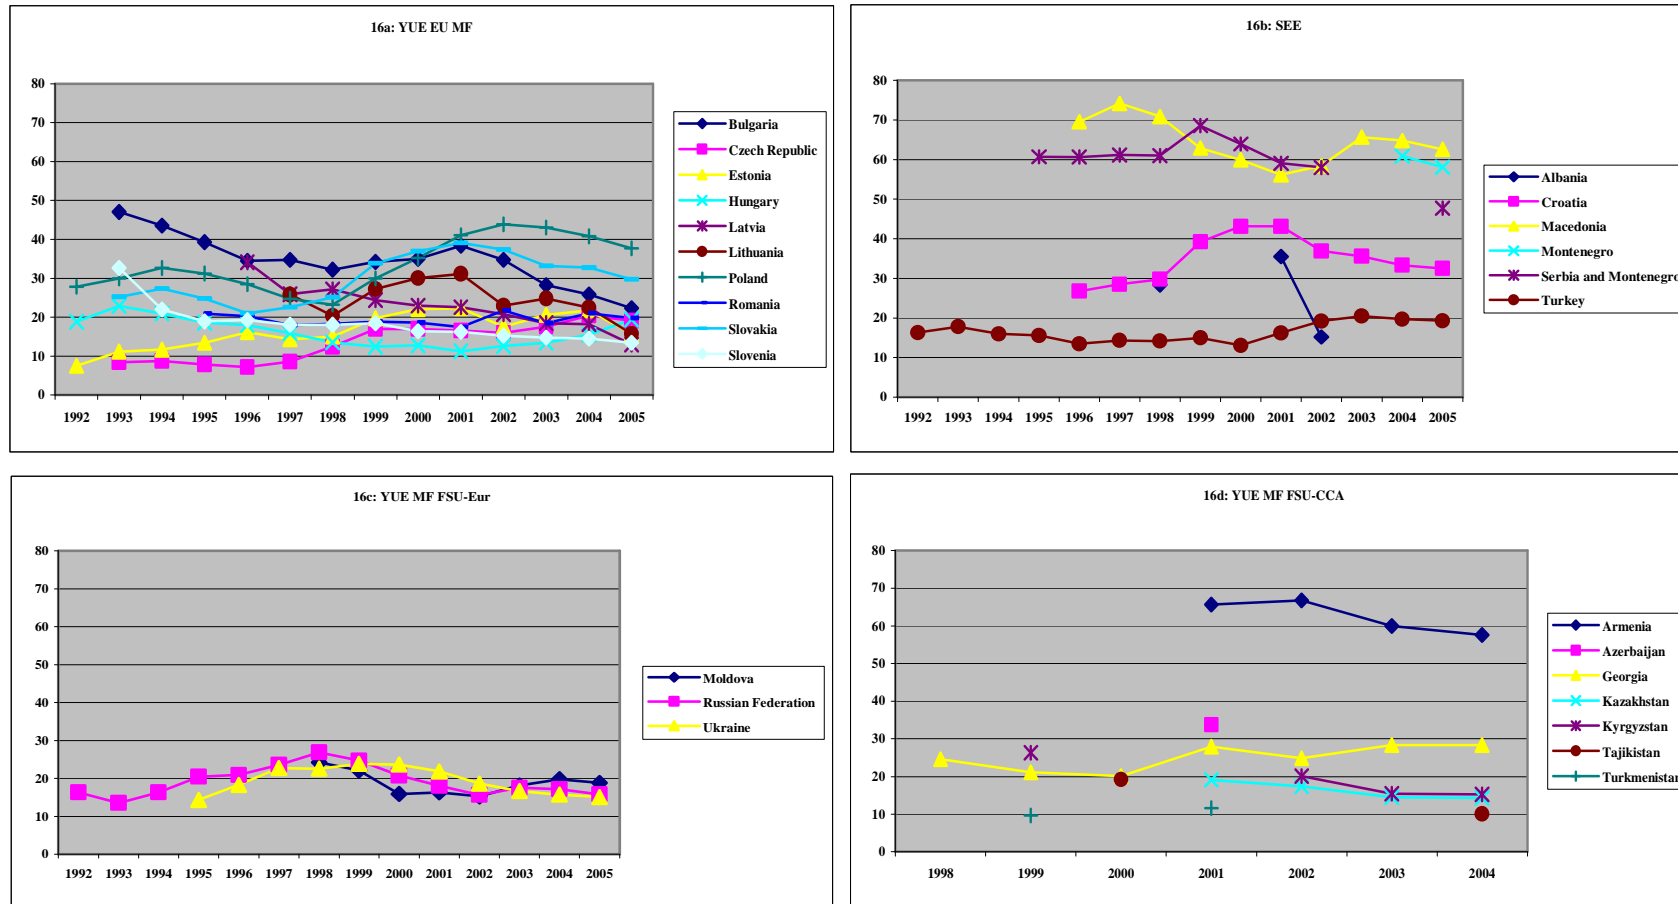 16a: YUE EU MF
80
70
60
50
40
30
20
10
0
1992 1993 1994 1995 1996 1997 1998 1999 2000 2001 2002 2003 2004 2005
Bulgaria
Czech Republic
Estonia
Hungary
Latvia
Lithuania
Poland
Romania
Slovakia
Slovenia
16b: SEE
80
70
60
50
40
30
20
10
0
1992 1993 1994 1995 1996 1997 1998 1999 2000 2001 2002 2003 2004 2005
Albania
Croatia
Macedonia
Montenegro
Serbia and Montenegro
Turkey
16c: YUE MF FSU-Eur
80
70
60
50
40
30
20
10
0
1992 1993 1994 1995 1996 1997 1998 1999 2000 2001 2002 2003 2004 2005
Moldova
Russian Federation
Ukraine
16d: YUE MF FSU-CCA
80
70
60
50
40
30
20
10
0
1998 1999 2000 2001 2002 2003 2004
Armenia
Azerbaijan
Georgia
Kazakhstan
Kyrgyzstan
Tajikistan
Turkmenistan